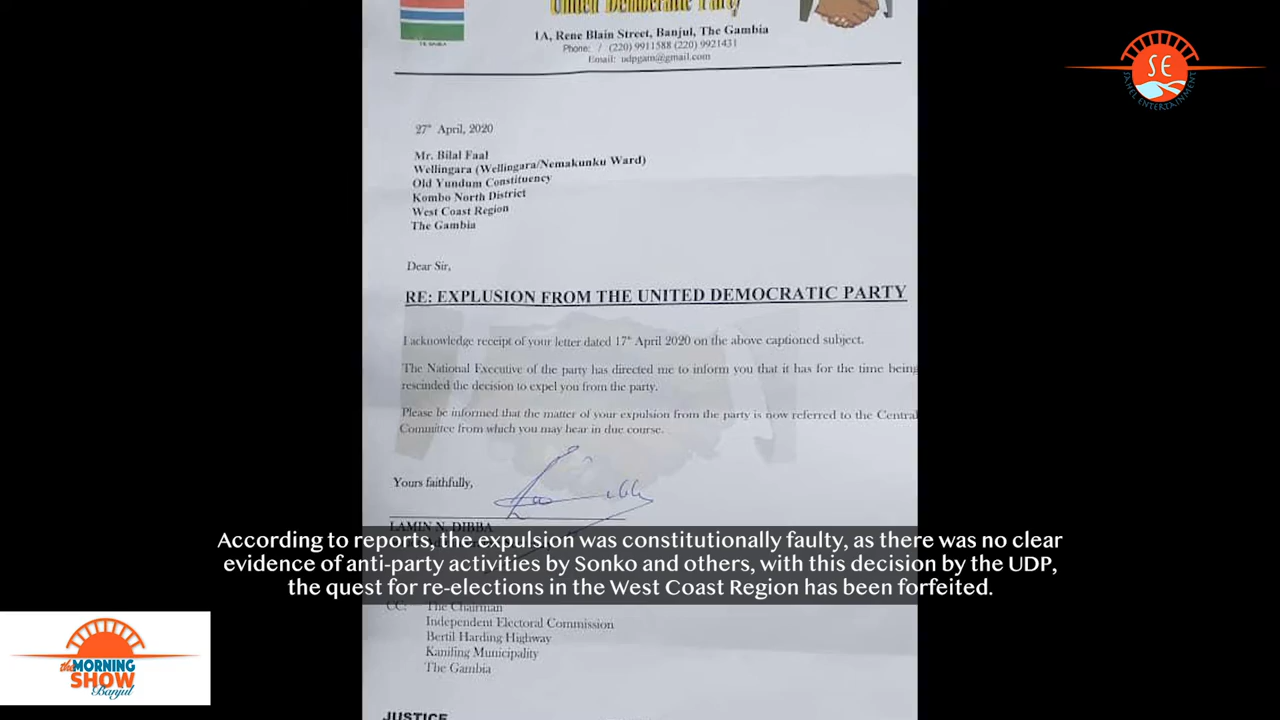 United Democratic Party
1A, Rene Blain Street, Banjul, The Gambia
Phone: / (220) 9911588 (220) 9921431
Email: udpgam@gmail.com
SE
SAHEL ENTERTAINMENT
27th April, 2020
Mr. Bilal Faal
Wellingara (Wellingara/Nemakunku Ward)
Old Yundum Constituency
Kombo North District
West Coast Region
The Gambia
Dear Sir,
RE: EXPLUSION FROM THE UNITED DEMOCRATIC PARTY
I acknowledge receipt of your letter dated 17th April 2020 on the above captioned subject.
The National Executive of the party has directed me to inform you that it has for the time being
rescinded the decision to expel you from the party.
Please be informed that the matter of your expulsion from the party is now referred to the Central
Committee from which you may hear in due course.
Yours faithfully,
LAMIN N. DIBBA
According to reports, the expulsion was constitutionally faulty, as there was no clear
evidence of anti-party activities by Sonko and others, with this decision by the UDP,
the quest for re-elections in the West Coast Region has been forfeited.
CC: The Chairman
Independent Electoral Commission
Bertil Harding Highway
Kanifing Municipality
The Gambia
JUSTICE
the MORNING
SHOW
Banjul